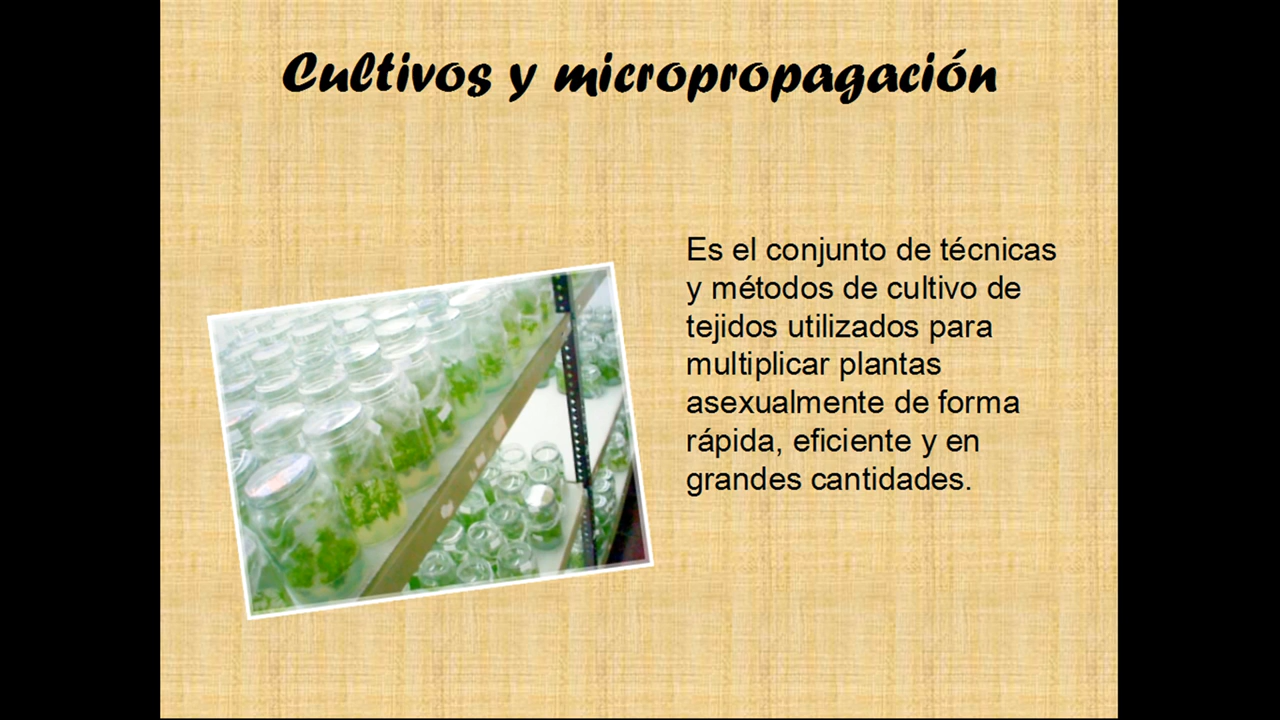 Cultivos y micropropagación
Es el conjunto de técnicas
y métodos de cultivo de
tejidos utilizados para
multiplicar plantas
asexualmente de forma
rápida, eficiente y en
grandes cantidades.